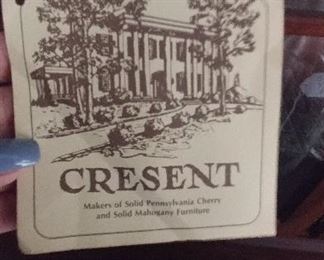 CRESENT
Makers of Solid Pennsylvania Cherry
and Solid Mahogany Furniture